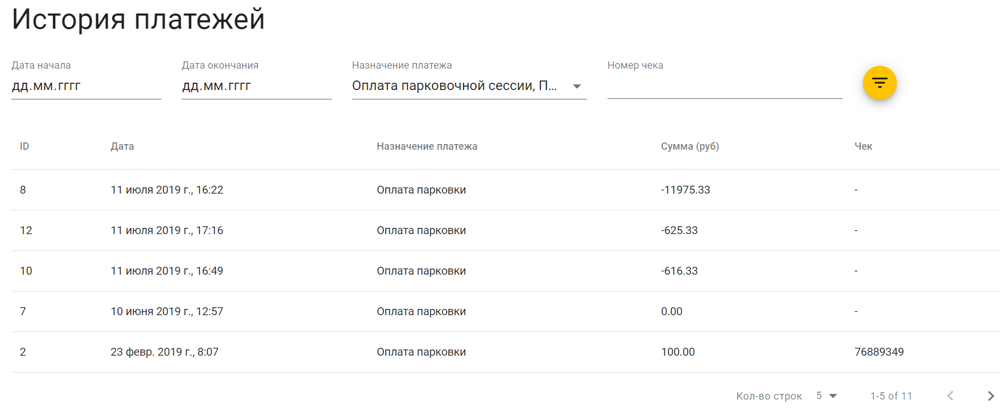 История платежей
Дата начала Дата окончания Назначение платежа Номер чека
дд.мм.гггг дд.мм.гггг Оплата парковочной сессии, П...
ID Дата Назначение платежа Сумма (руб) Чек
8 11 июля 2019 г., 16:22 Оплата парковки -11975.33 -
12 11 июля 2019 г., 17:16 Оплата парковки -625.33 -
10 11 июля 2019 г., 16:49 Оплата парковки -616.33 -
7 10 июня 2019 г., 12:57 Оплата парковки 0.00 -
2 23 февр. 2019 г., 8:07 Оплата парковки 100.00 76889349
Кол-во строк 5 1-5 of 11